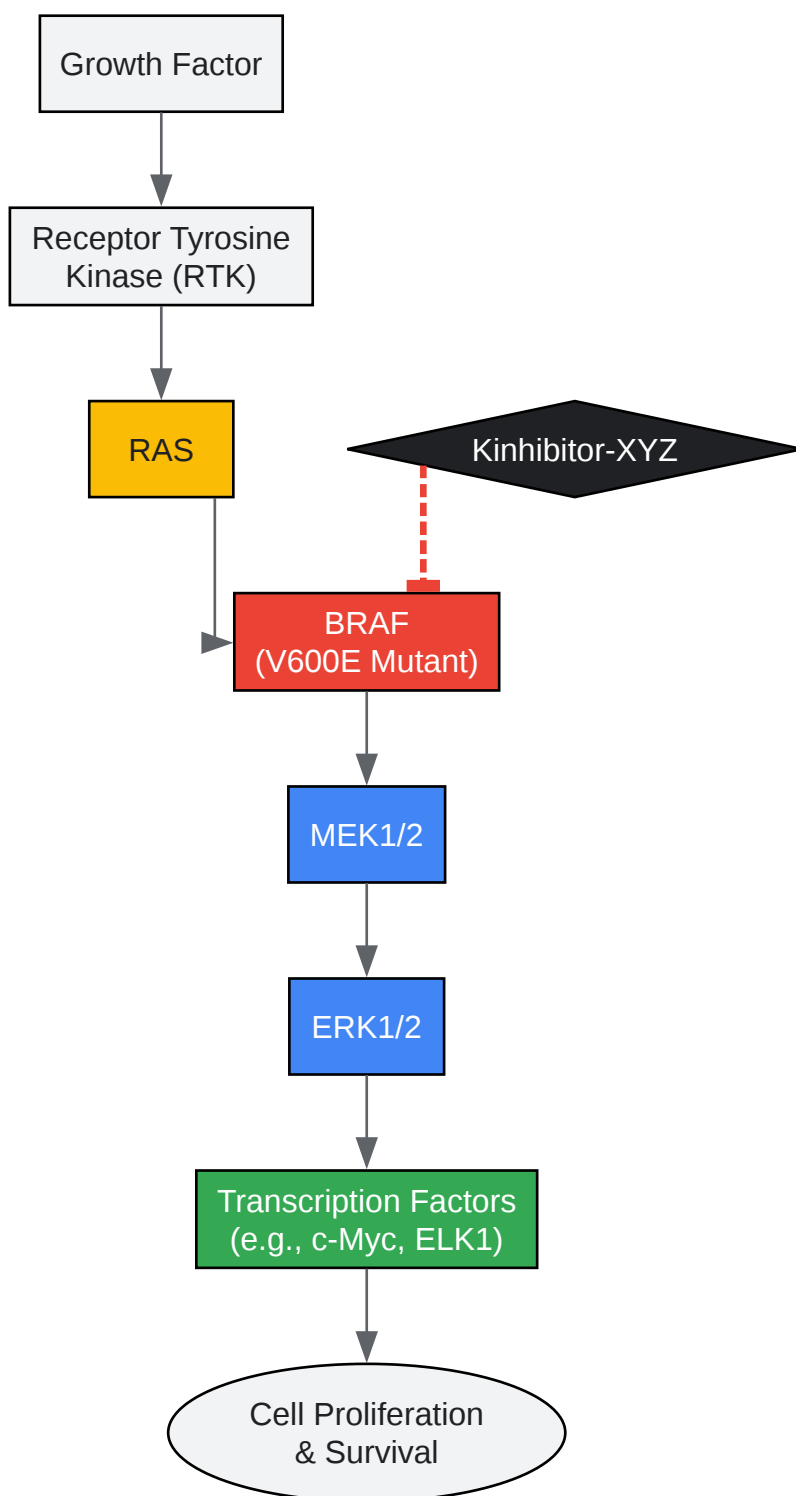 Growth Factor
Receptor Tyrosine
Kinase (RTK)
RAS
Kinhibitor-XYZ
BRAF
(V600E Mutant)
MEK1/2
ERK1/2
Transcription Factors
(e.g., c-Myc, ELK1)
Cell Proliferation
& Survival